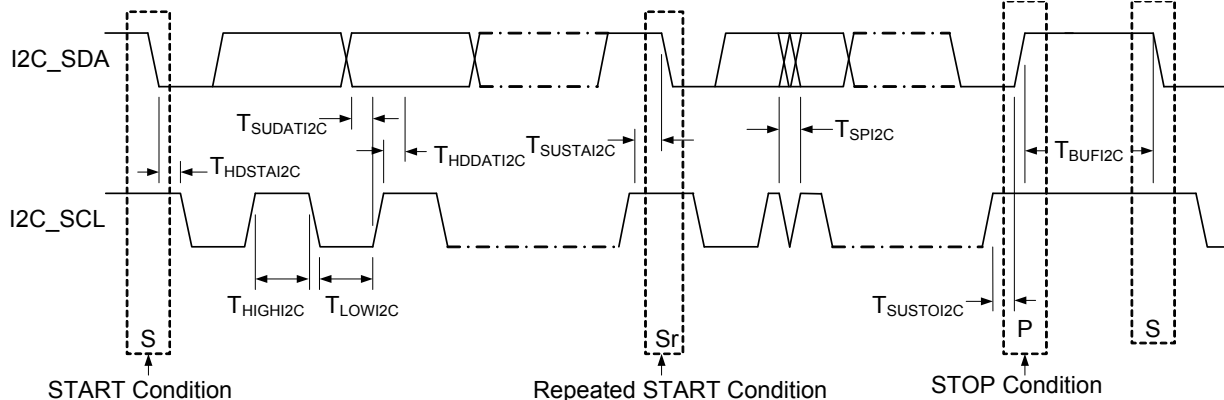 I2C_SDA
TSUDATI2C
THDDATI2C
TSUSTAI2C
TSPI2C
TBUFI2C
THDSTAI2C
I2C_SCL
THIGHI2C
TLOWI2C
TSUSTOI2C
S
Sr
P
S
START Condition
Repeated START Condition
STOP Condition